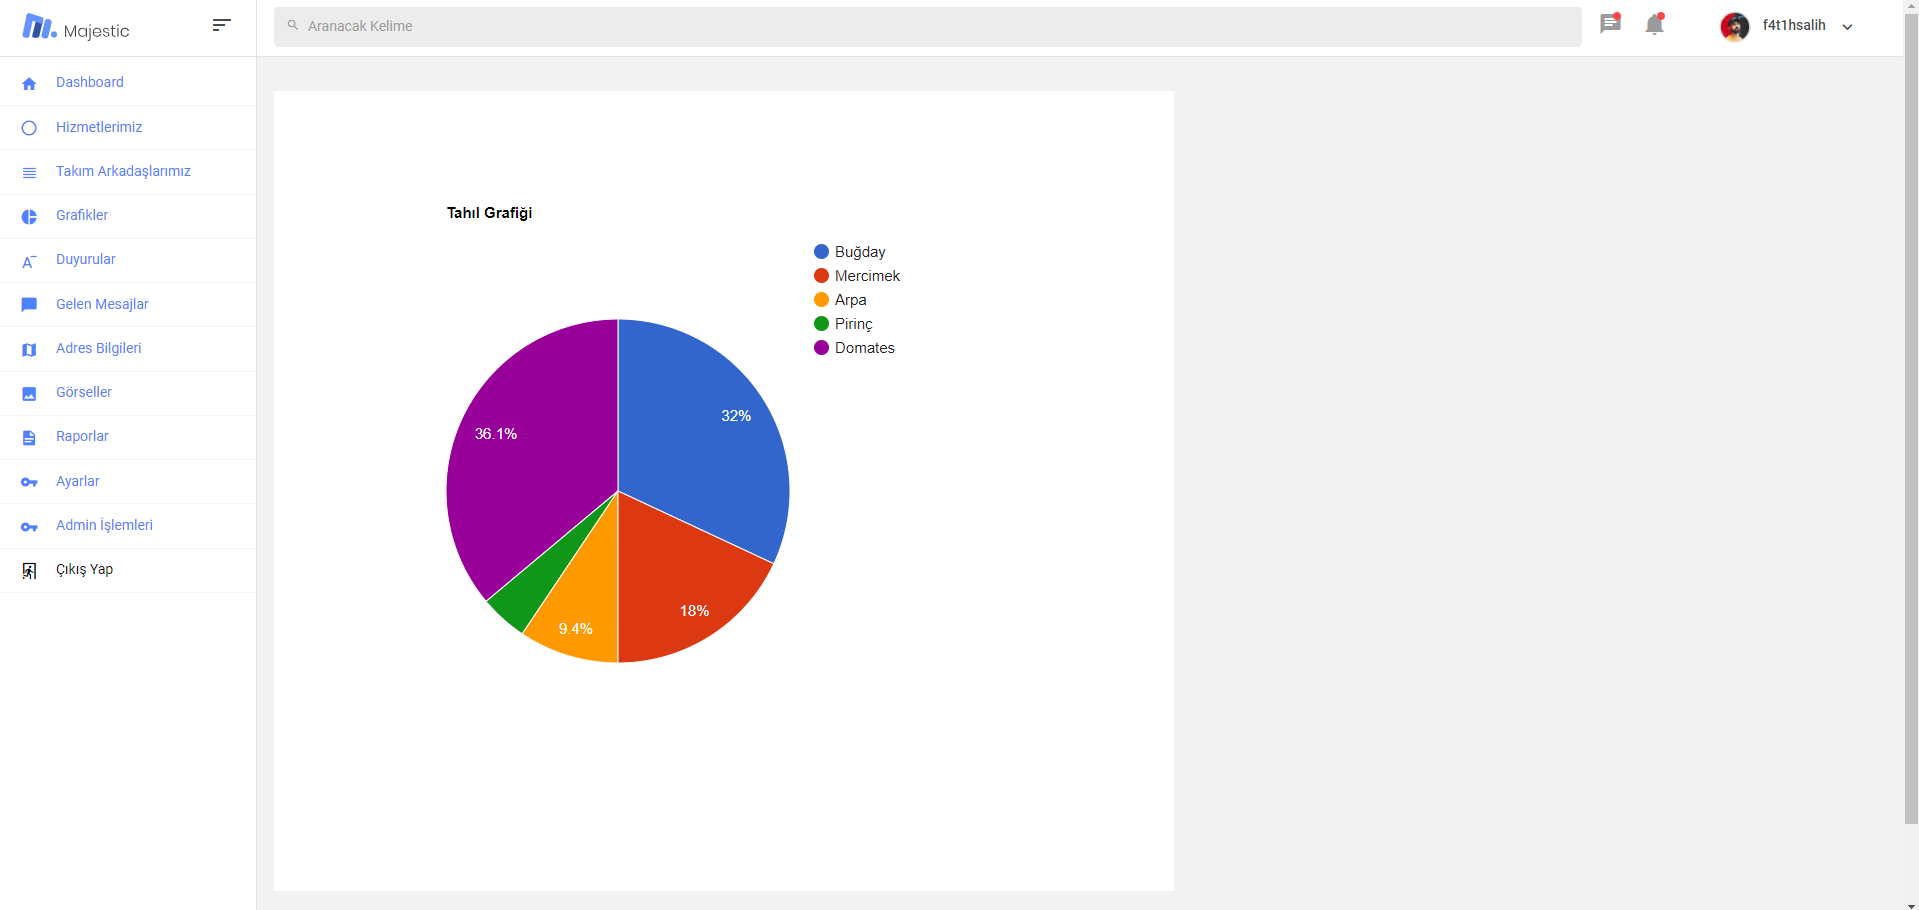 Majestic
Aranacak Kelime
f4t1hsalih
Dashboard
Hizmetlerimiz
Takım Arkadaşlarımız
Grafikler
Duyurular
Gelen Mesajlar
Adres Bilgileri
Görseller
Raporlar
Ayarlar
Admin İşlemleri
Çıkış Yap
Tahıl Grafiği
Buğday
Mercimek
Arpa
Pirinç
Domates
32%
36.1%
18%
9.4%